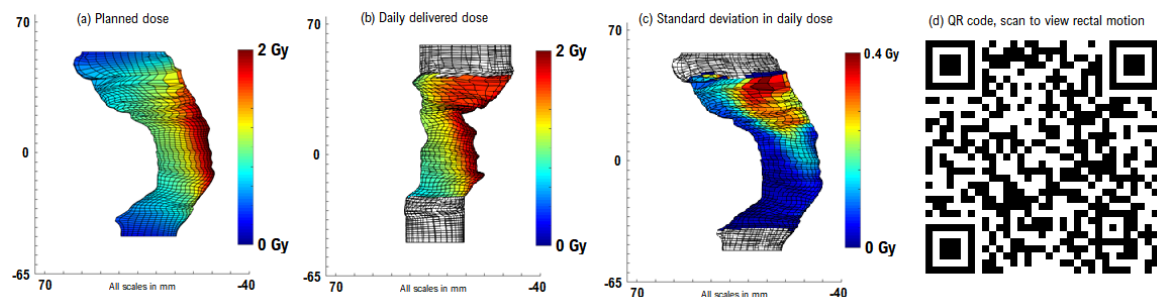 (a) Planned dose
70
0
-65
70
All scales in mm
-40
2 Gy
0 Gy
(b) Daily delivered dose
70
0
-65
70
All scales in mm
-40
2 Gy
0 Gy
(c) Standard deviation in daily dose
70
0
-65
70
All scales in mm
-40
0.4 Gy
0 Gy
(d) QR code, scan to view rectal motion